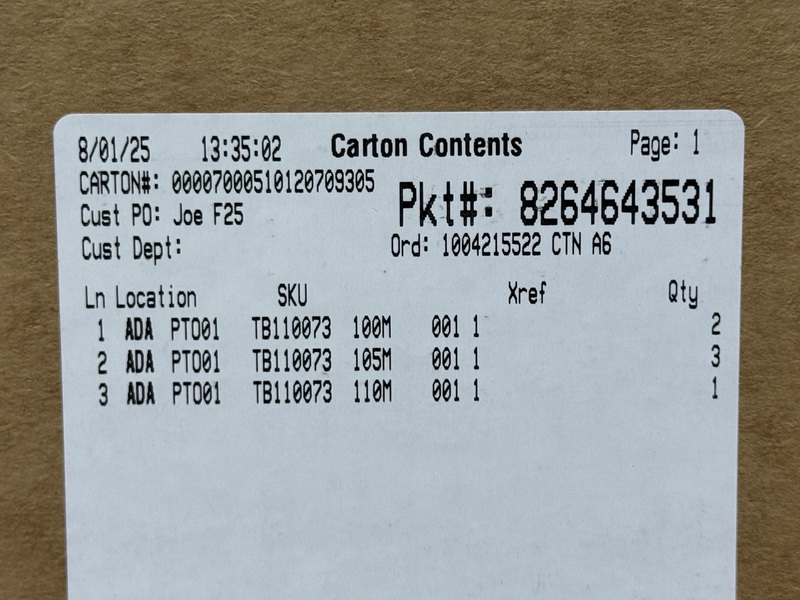 8/01/25 13:35:02 Carton Contents Page: 1
CARTON#: 00007000510120709305
Pkt#: 8264643531
Cust PO: Joe F25
Cust Dept:
Ord: 1004215522 CTN A6
Ln Location SKU Xref Qty
1 ADA PTO01 TB110073 100M 001 1 2
2 ADA PTO01 TB110073 105M 001 1 3
3 ADA PTO01 TB110073 110M 001 1 1